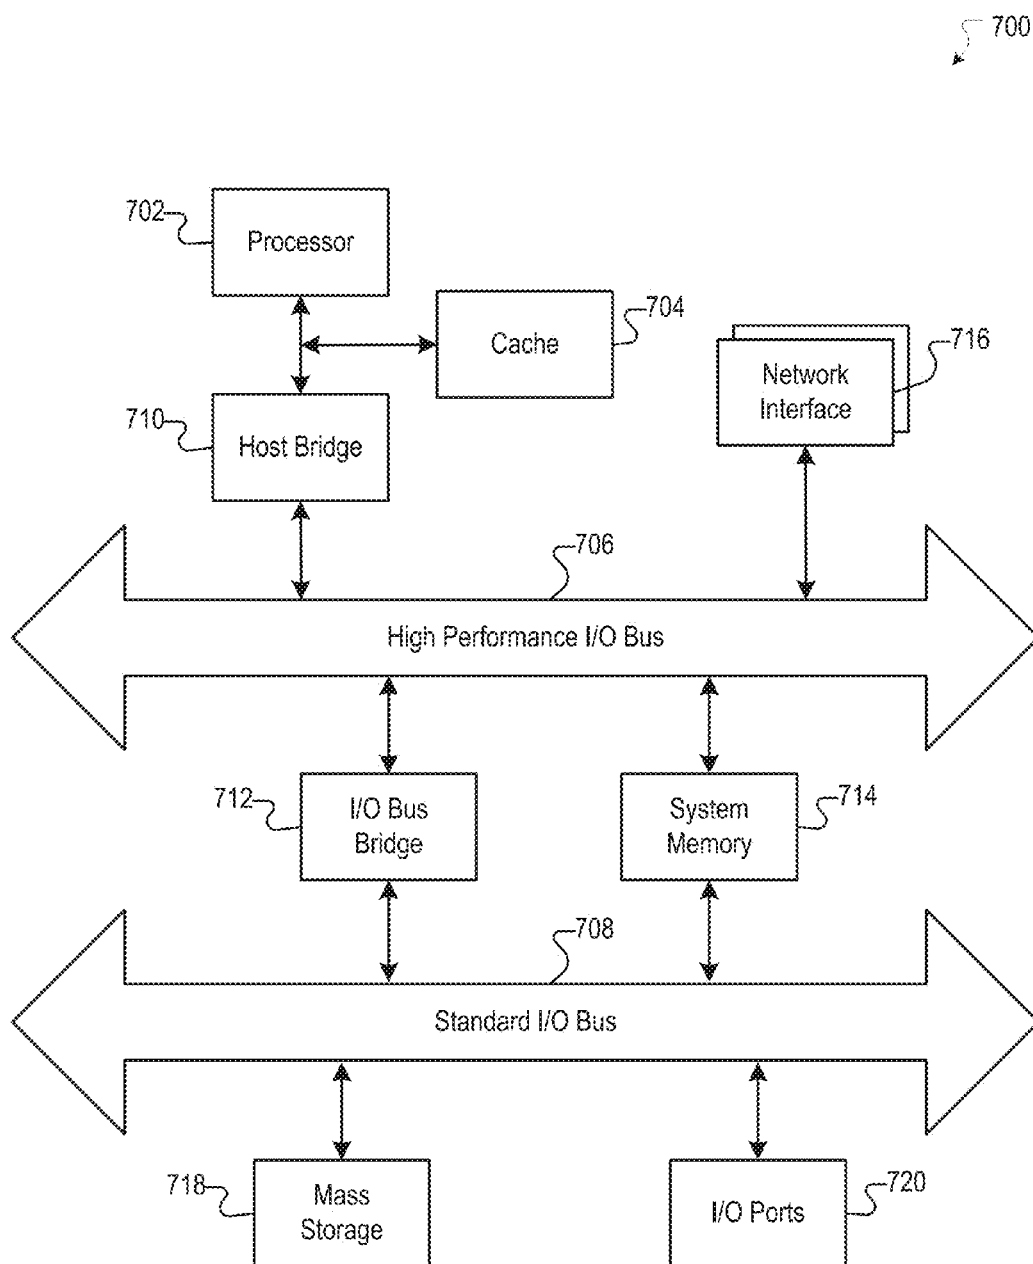 700
702
Processor
704
Cache
716
Network
Interface
710
Host Bridge
706
High Performance I/O Bus
712
I/O Bus
Bridge
System
Memory
714
708
Standard I/O Bus
718
Mass
Storage
I/O Ports
720